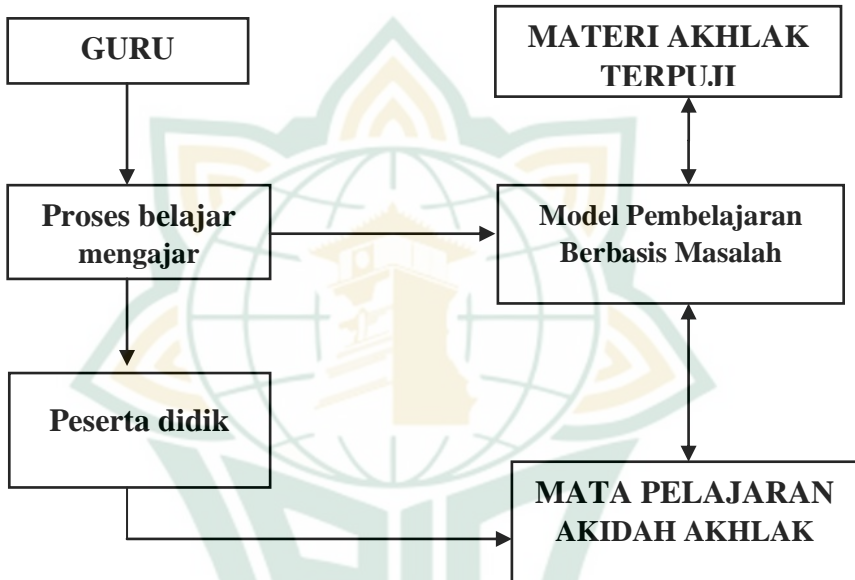 GURU
MATERI AKHLAK
TERPUJI
Proses belajar
mengajar
Model Pembelajaran
Berbasis Masalah
Peserta didik
MATA PELAJARAN
AKIDAH AKHLAK